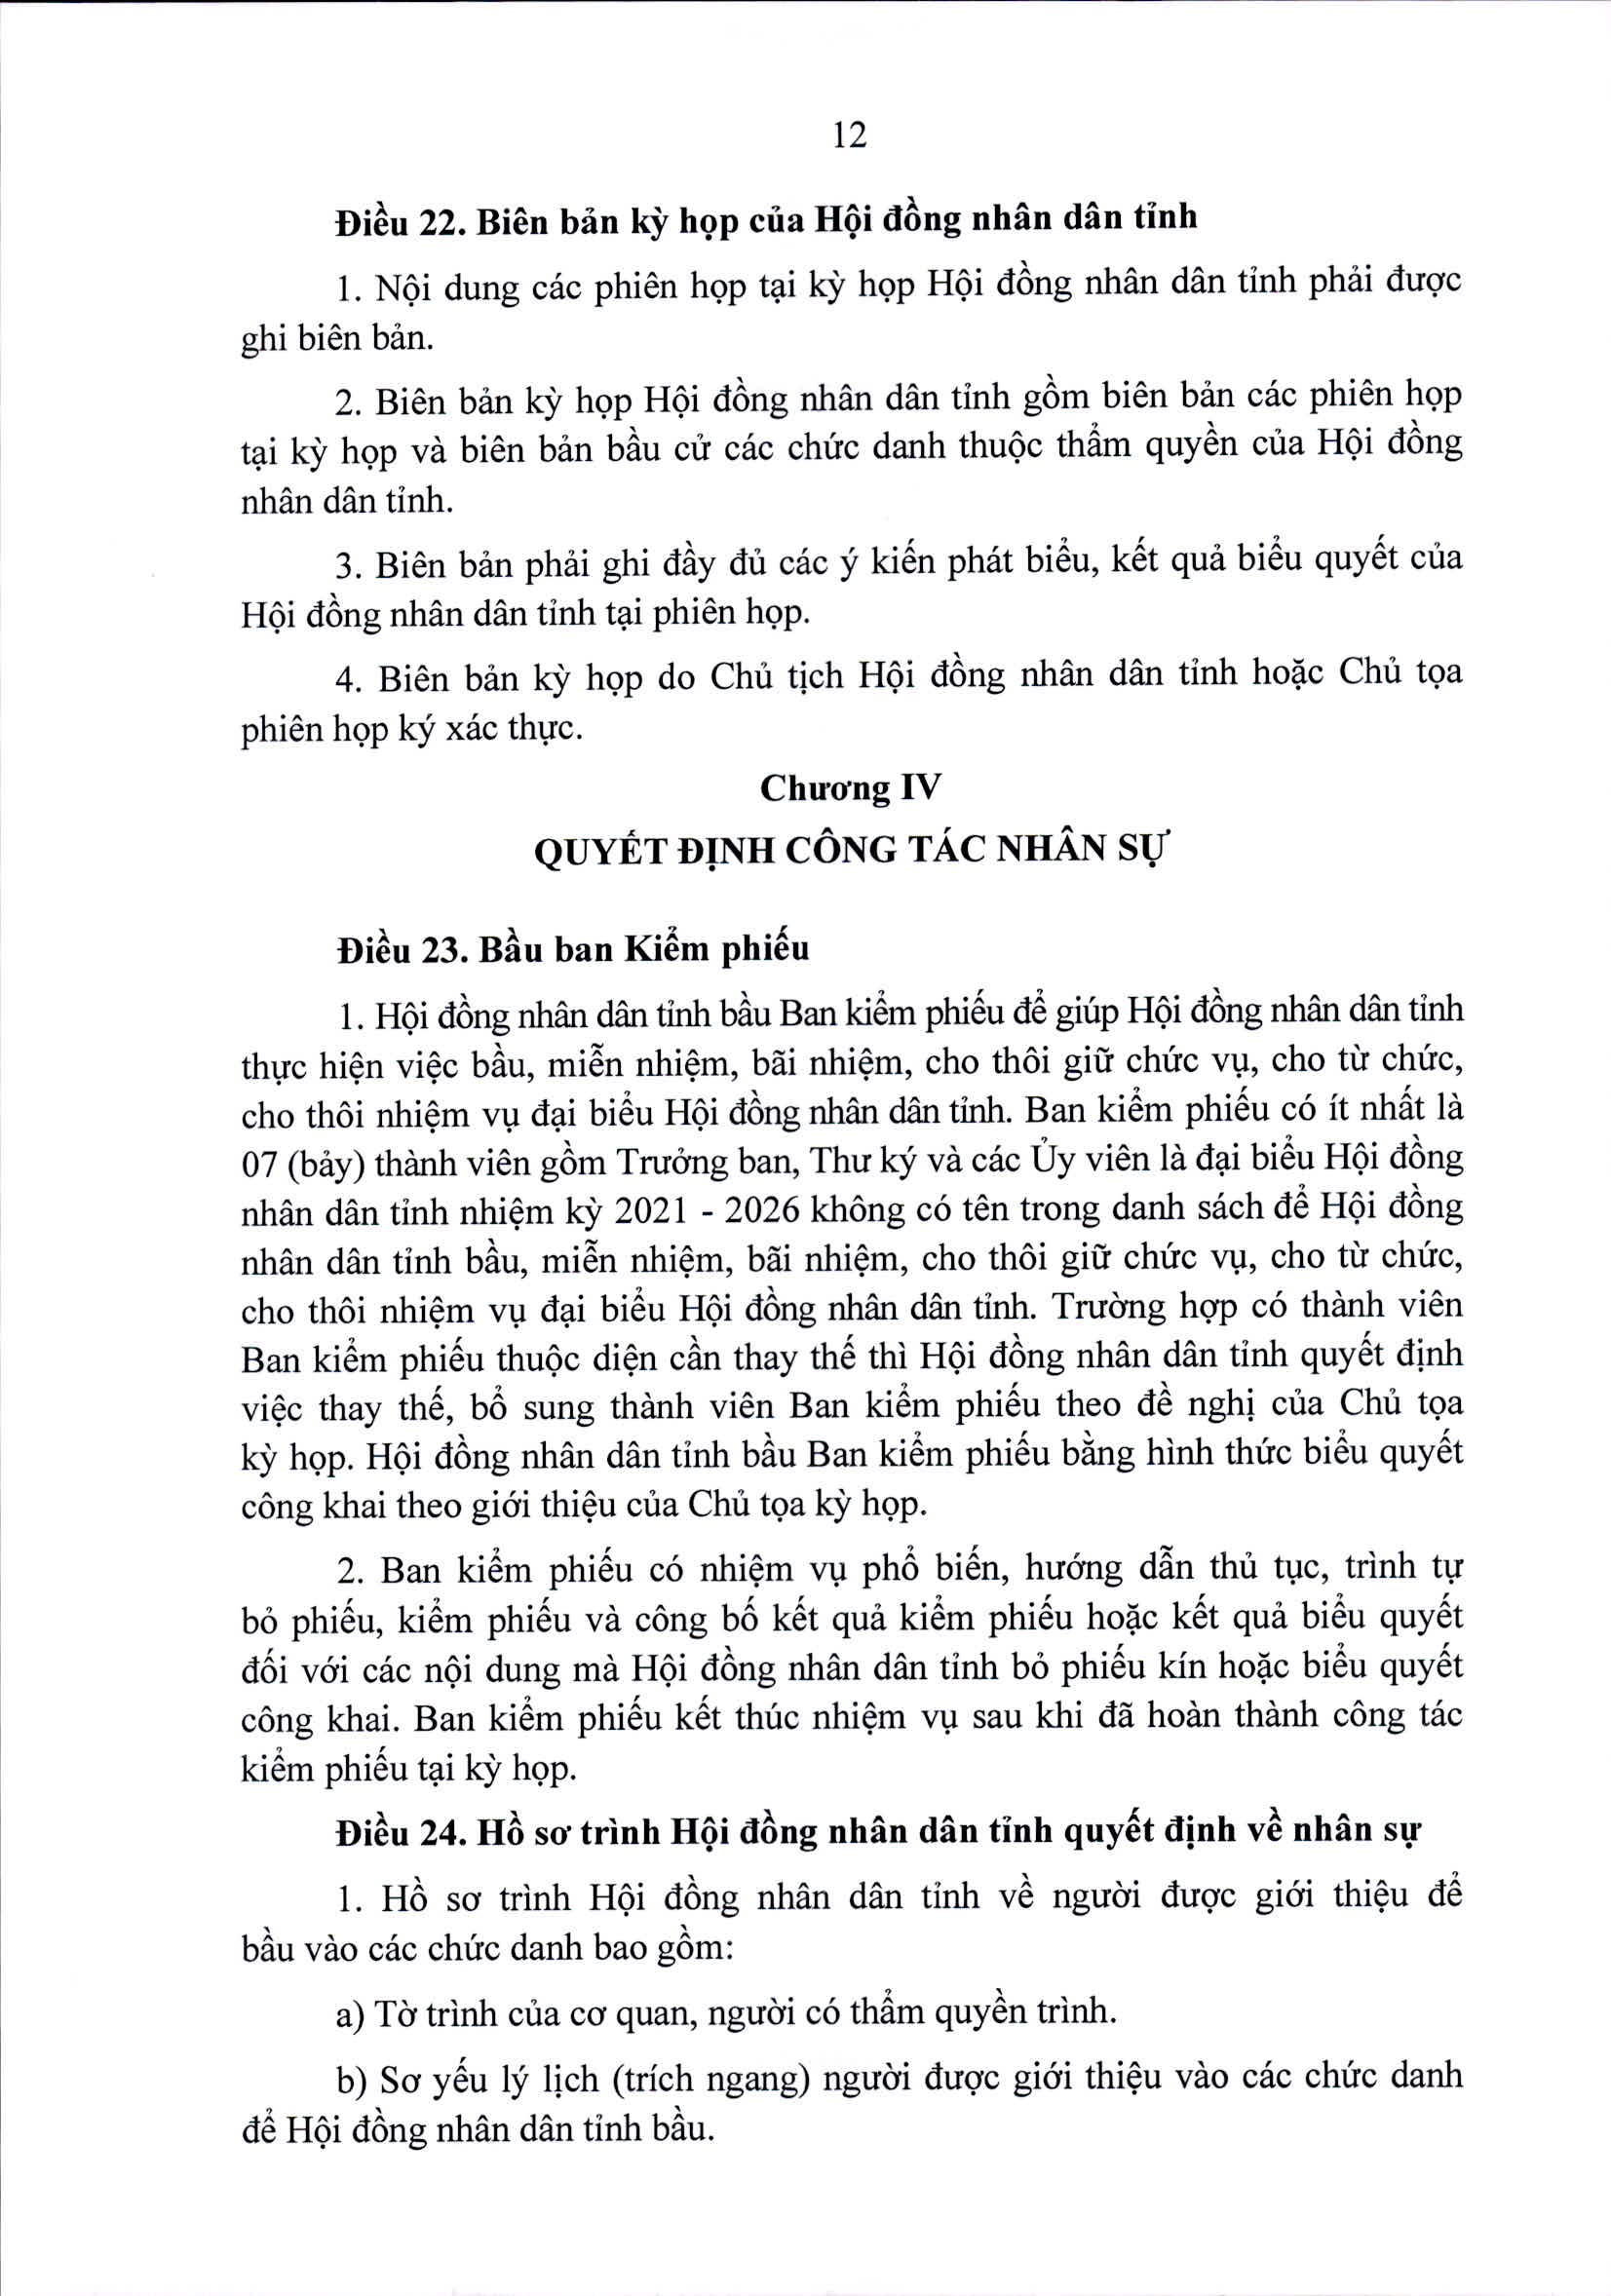 12
Điều 22. Biên bản kỳ họp của Hội đồng nhân dân tỉnh
1. Nội dung các phiên họp tại kỳ họp Hội đồng nhân dân tỉnh phải được
ghi biên bản.
2. Biên bản kỳ họp Hội đồng nhân dân tỉnh gồm biên bản các phiên họp
tại kỳ họp và biên bản bầu cử các chức danh thuộc thẩm quyền của Hội đồng
nhân dân tỉnh.
3. Biên bản phải ghi đầy đủ các ý kiến phát biểu, kết quả biểu quyết của
Hội đồng nhân dân tỉnh tại phiên họp.
4. Biên bản kỳ họp do Chủ tịch Hội đồng nhân dân tỉnh hoặc Chủ tọa
phiên họp ký xác thực.
Chương IV
QUYẾT ĐỊNH CÔNG TÁC NHÂN SỰ
Điều 23. Bầu ban Kiểm phiếu
1. Hội đồng nhân dân tỉnh bầu Ban kiểm phiếu để giúp Hội đồng nhân dân tỉnh
thực hiện việc bầu, miễn nhiệm, bãi nhiệm, cho thôi giữ chức vụ, cho từ chức,
cho thôi nhiệm vụ đại biểu Hội đồng nhân dân tỉnh. Ban kiểm phiếu có ít nhất là
07 (bảy) thành viên gồm Trưởng ban, Thư ký và các Ủy viên là đại biểu Hội đồng
nhân dân tỉnh nhiệm kỳ 2021 - 2026 không có tên trong danh sách để Hội đồng
nhân dân tỉnh bầu, miễn nhiệm, bãi nhiệm, cho thôi giữ chức vụ, cho từ chức,
cho thôi nhiệm vụ đại biểu Hội đồng nhân dân tỉnh. Trường hợp có thành viên
Ban kiểm phiếu thuộc diện cần thay thế thì Hội đồng nhân dân tỉnh quyết định
việc thay thế, bổ sung thành viên Ban kiểm phiếu theo đề nghị của Chủ tọa
kỳ họp. Hội đồng nhân dân tỉnh bầu Ban kiểm phiếu bằng hình thức biểu quyết
công khai theo giới thiệu của Chủ tọa kỳ họp.
2. Ban kiểm phiếu có nhiệm vụ phổ biến, hướng dẫn thủ tục, trình tự
bỏ phiếu, kiểm phiếu và công bố kết quả kiểm phiếu hoặc kết quả biểu quyết
đối với các nội dung mà Hội đồng nhân dân tỉnh bỏ phiếu kín hoặc biểu quyết
công khai. Ban kiểm phiếu kết thúc nhiệm vụ sau khi đã hoàn thành công tác
kiểm phiếu tại kỳ họp.
Điều 24. Hồ sơ trình Hội đồng nhân dân tỉnh quyết định về nhân sự
1. Hồ sơ trình Hội đồng nhân dân tỉnh về người được giới thiệu để
bầu vào các chức danh bao gồm:
a) Tờ trình của cơ quan, người có thẩm quyền trình.
b) Sơ yếu lý lịch (trích ngang) người được giới thiệu vào các chức danh
để Hội đồng nhân dân tỉnh bầu.